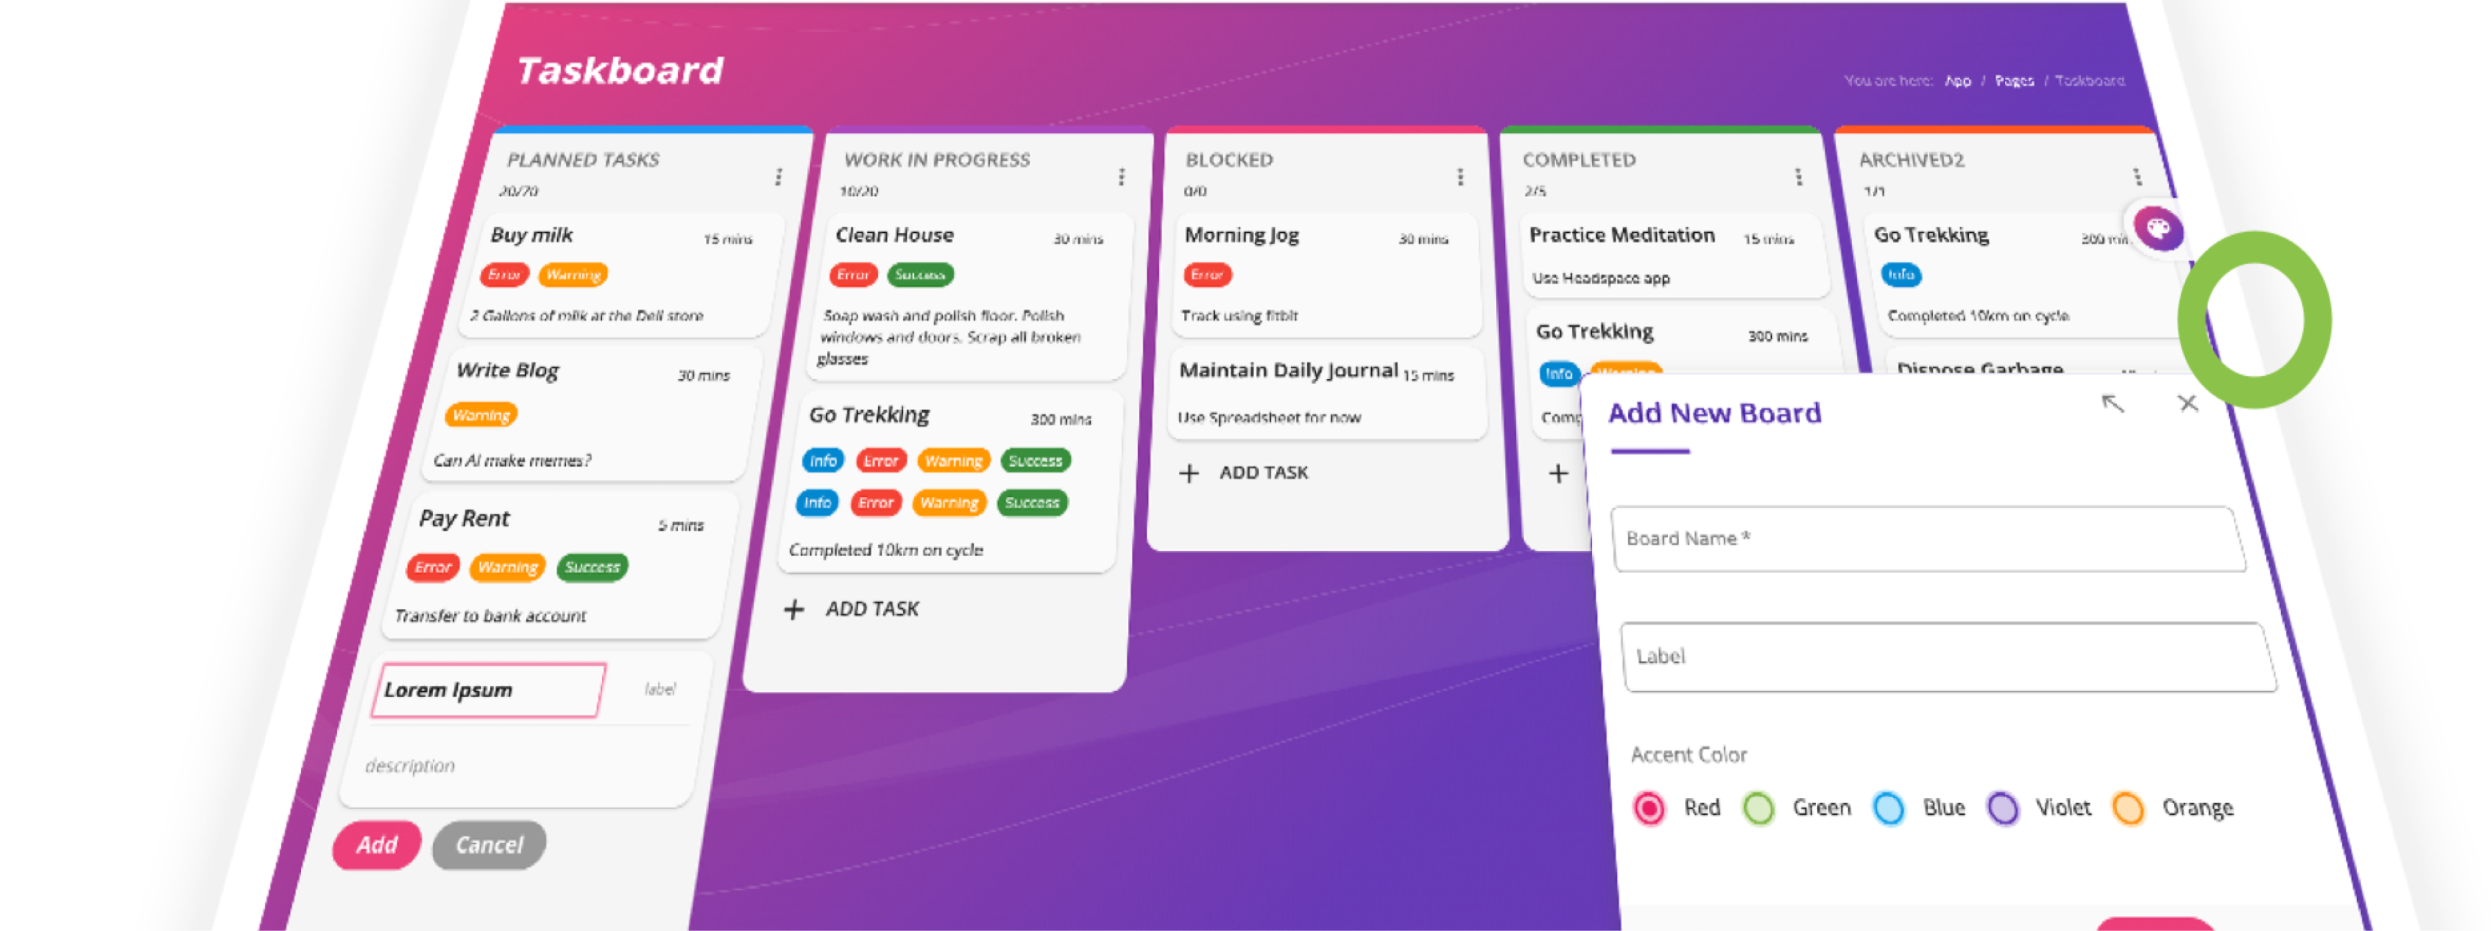 Taskboard
You are here: App / Pages / Taskboard
PLANNED TASKS
20/70
Buy milk 15 mins
Error Warning
2 Gallons of milk at the Deli store
Write Blog 30 mins
Warning
Can AI make memes?
Pay Rent 5 mins
Error Warning Success
Transfer to bank account
Lorem Ipsum label
description
Add Cancel
WORK IN PROGRESS
10/20
Clean House 30 mins
Error Success
Soap wash and polish floor. Polish
windows and doors. Scrap all broken
glasses
Go Trekking 300 mins
Info Error Warning Success
Info Error Warning Success
Completed 10km on cycle
+ ADD TASK
BLOCKED
0/0
Morning Jog 30 mins
Error
Track using fitbit
Maintain Daily Journal 15 mins
Use Spreadsheet for now
+ ADD TASK
COMPLETED
2/5
Practice Meditation 15 mins
Use Headspace app
Go Trekking 300 mins
Info Warning
Comp
+
ARCHIVED2
1/1
Go Trekking 300 min
Info
Completed 10km on cycle
Dispose Garbage
Add New Board
Board Name *
Label
Accent Color
Red Green Blue Violet Orange